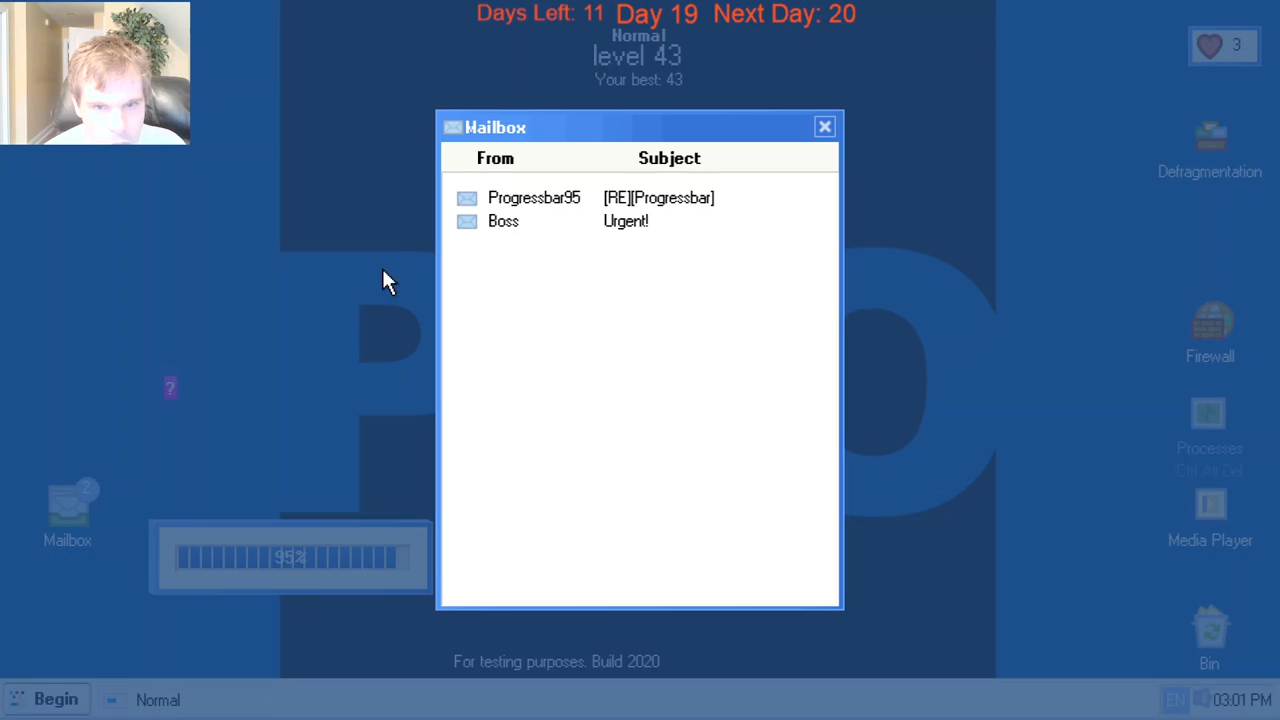 Days Left: 11 Day 19 Next Day: 20
Normal
level 43
Your best: 43
3
Mailbox
From Subject
Progressbar95 [RE][Progressbar]
Boss Urgent!
Defragmentation
Firewall
Processes
Ctrl Alt Del
Media Player
Bin
?
2
Mailbox
95%
For testing purposes. Build 2020
Begin Normal EN 03:01 PM